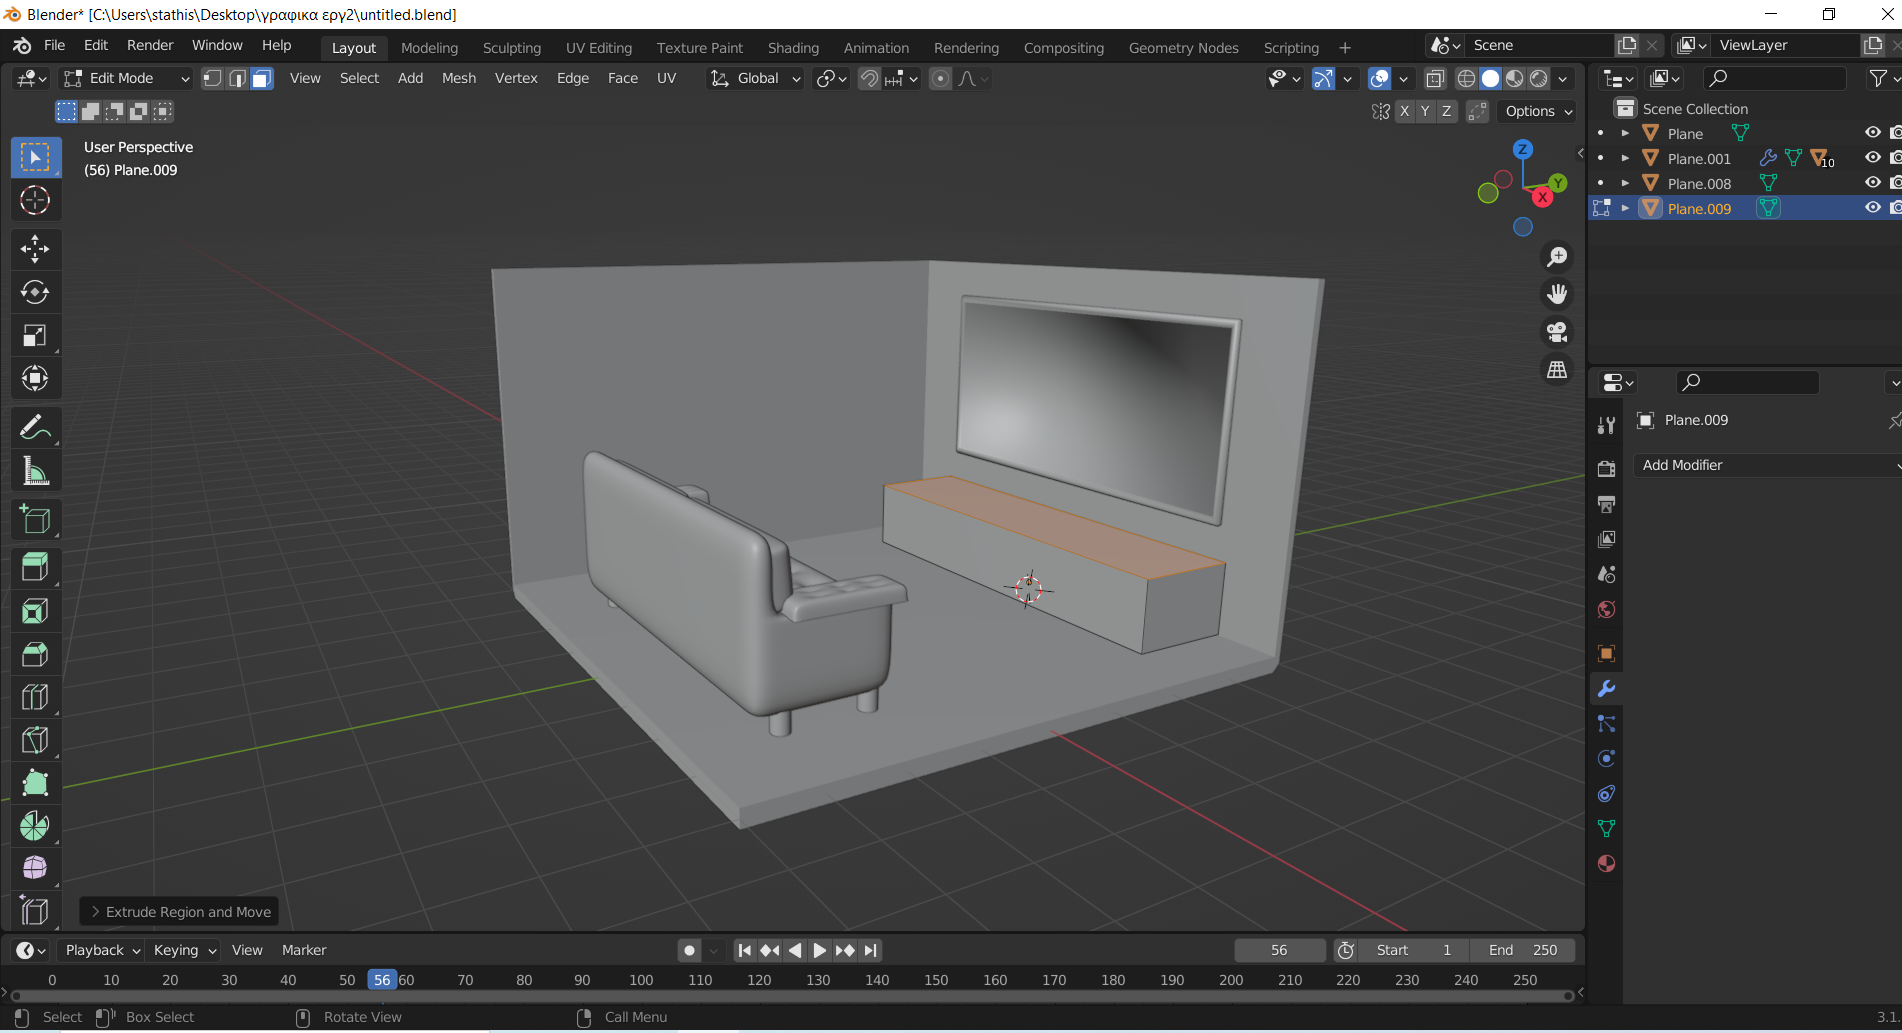 Blender* [C:\Users\stathis\Desktop\γραφικα εργ2\untitled.blend]
File Edit Render Window Help Layout Modeling Sculpting UV Editing Texture Paint Shading Animation Rendering Compositing Geometry Nodes Scripting + Scene ViewLayer
Edit Mode View Select Add Mesh Vertex Edge Face UV Global
X Y Z Options
Scene Collection
Plane
Plane.001 10
Plane.008
Plane.009
User Perspective
(56) Plane.009
Z
Y
X
Plane.009
Add Modifier
Extrude Region and Move
Playback Keying View Marker 56 Start 1 End 250
0 10 20 30 40 50 56 60 70 80 90 100 110 120 130 140 150 160 170 180 190 200 210 220 230 240 250
Select Box Select Rotate View Call Menu 3.1.